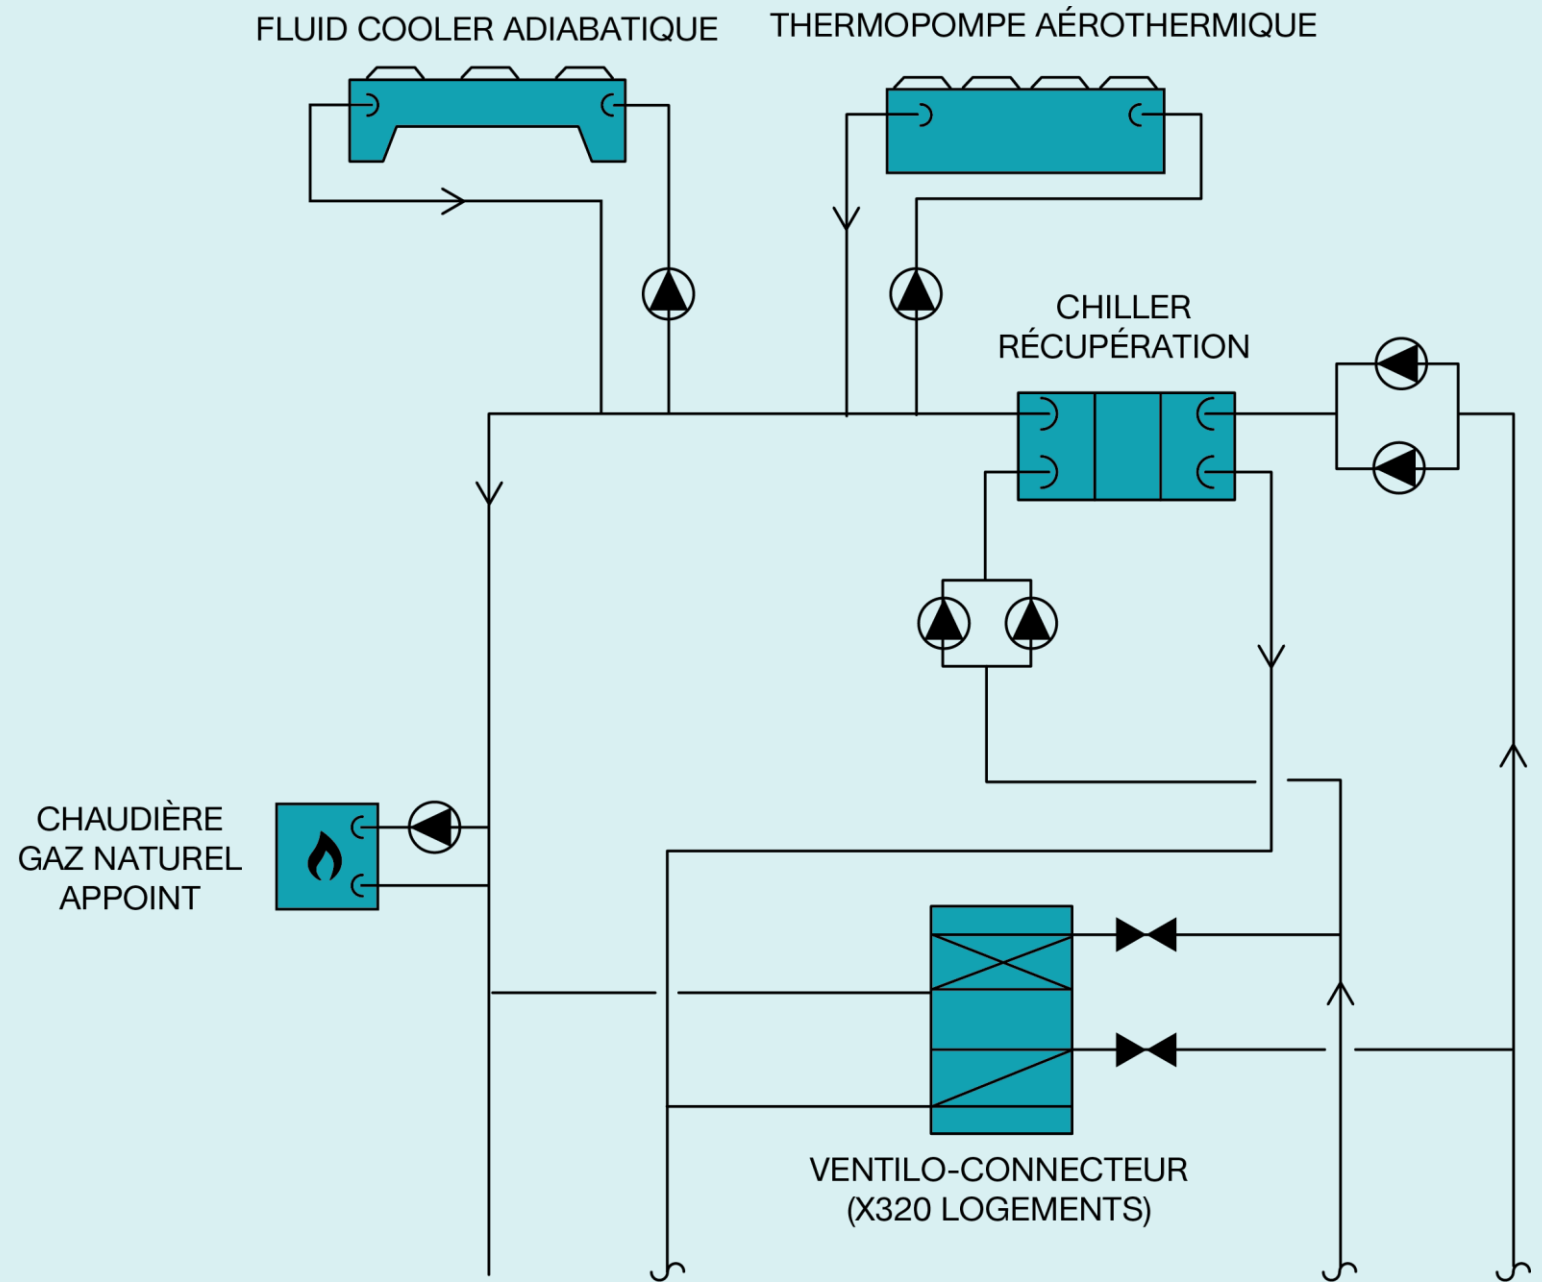 FLUID COOLER ADIABATIQUE
THERMOPOMPE AÉROTHERMIQUE
CHILLER
RÉCUPÉRATION
CHAUDIÈRE
GAZ NATUREL
APPOINT
VENTILO-CONNECTEUR
(X320 LOGEMENTS)